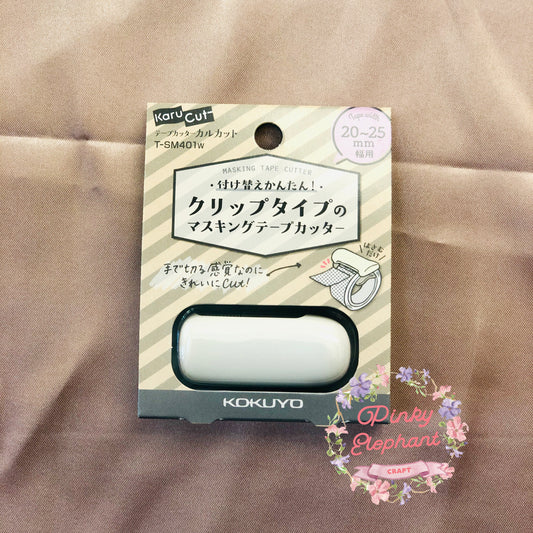 Karu Cut
テープカッターカルカット
T-SM401W
Tape width
20~25
mm
幅用
MASKING TAPE CUTTER
・付け替えかんたん!・
クリップタイプの
マスキングテープカッター
はさむ
だけ
手で切る感覚なのに
きれいにCut!
KOKUYO
Pinky
Elophant
CRAFT